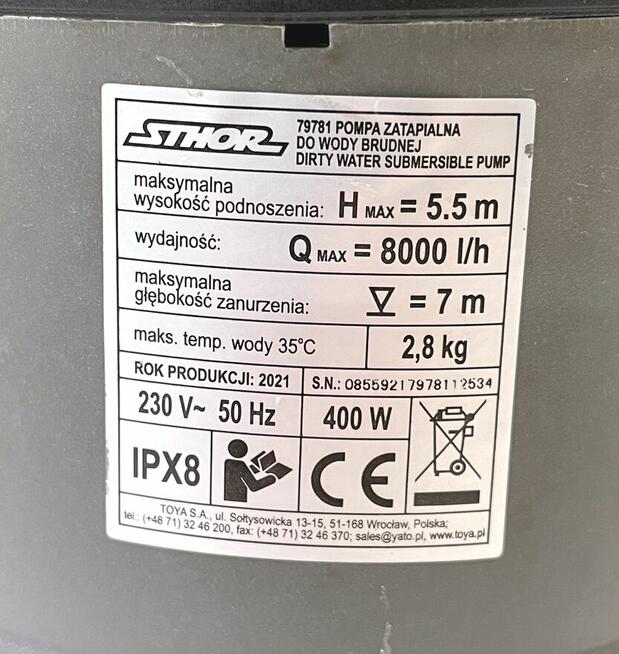 STHOR
79781 POMPA ZATAPIALNA
DO WODY BRUDNEJ
DIRTY WATER SUBMERSIBLE PUMP
maksymalna
wysokość podnoszenia: H MAX = 5.5 m
wydajność: Q MAX = 8000 l/h
maksymalna
głębokość zanurzenia: = 7 m
maks. temp. wody 35°C 2,8 kg
ROK PRODUKCJI: 2021 S.N.:
230 V~ 50 Hz 400 W
IPX8 CE
TOYA S.A., ul. Sołtysowicka 13-15, 51-168 Wrocław, Polska;
tel.: (+48 71) 32 46 200, fax: (+48 71) 32 46 370; sales@yato.pl, www.toya.pl